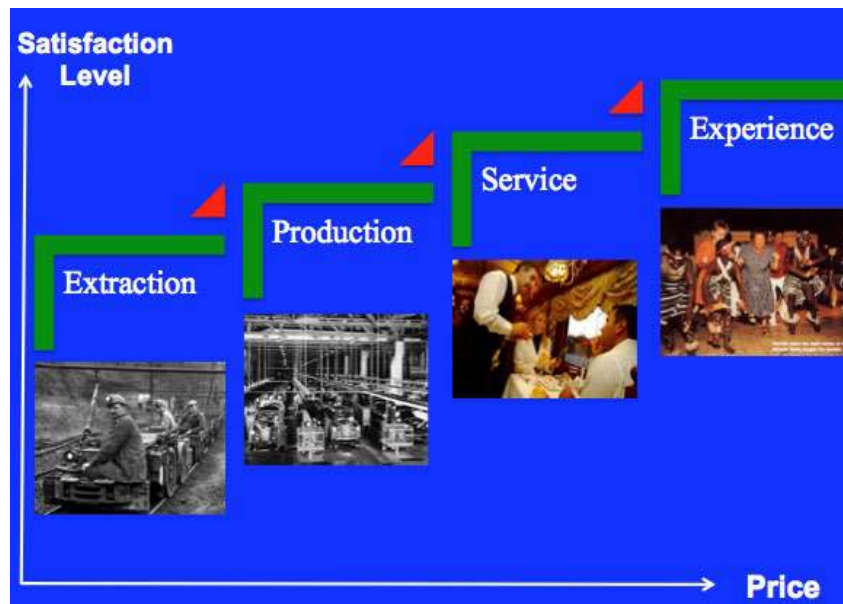 Satisfaction
Level
Experience
Service
Production
Extraction
Price